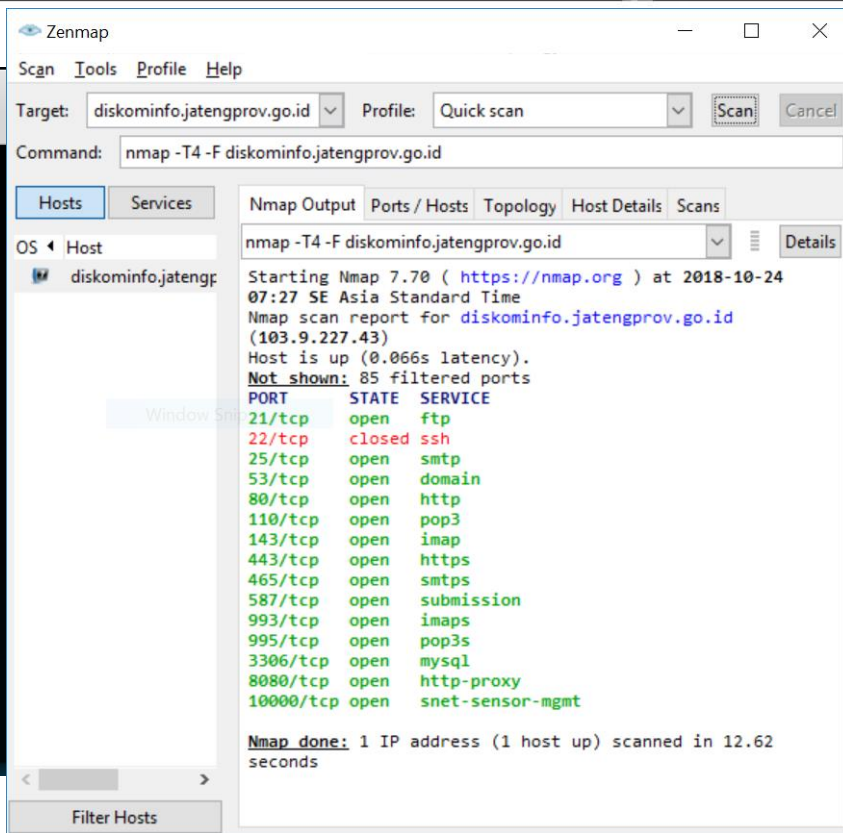 Zenmap
Scan Tools Profile Help
Target: diskominfo.jatengprov.go.id Profile: Quick scan Scan Cancel
Command: nmap -T4 -F diskominfo.jatengprov.go.id
Hosts Services
OS Host
diskominfo.jatengp
Filter Hosts
Nmap Output Ports / Hosts Topology Host Details Scans
nmap -T4 -F diskominfo.jatengprov.go.id Details
Starting Nmap 7.70 ( https://nmap.org ) at 2018-10-24
07:27 SE Asia Standard Time
Nmap scan report for diskominfo.jatengprov.go.id
(103.9.227.43)
Host is up (0.066s latency).
Not shown: 85 filtered ports
PORT STATE SERVICE
21/tcp open ftp
22/tcp closed ssh
25/tcp open smtp
53/tcp open domain
80/tcp open http
110/tcp open pop3
143/tcp open imap
443/tcp open https
465/tcp open smtps
587/tcp open submission
993/tcp open imaps
995/tcp open pop3s
3306/tcp open mysql
8080/tcp open http-proxy
10000/tcp open snet-sensor-mgmt
Nmap done: 1 IP address (1 host up) scanned in 12.62
seconds
Window Snip